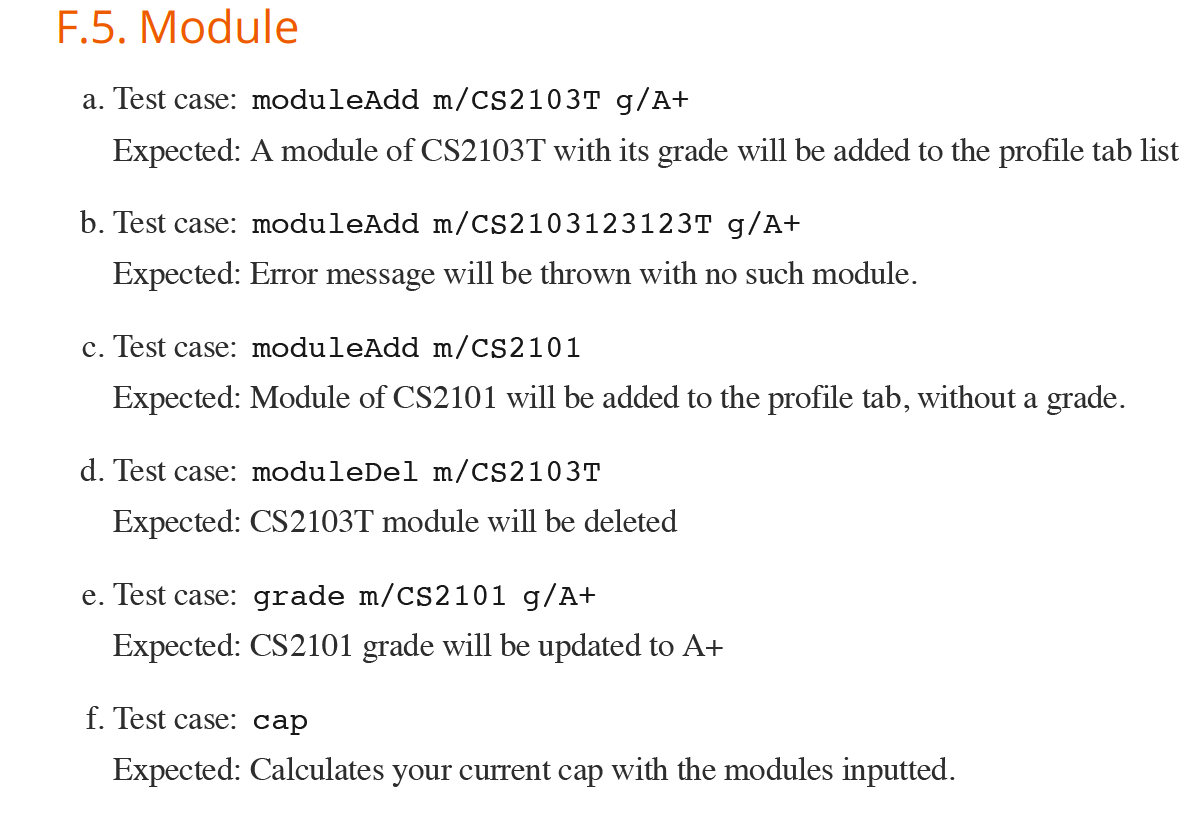 F.5. Module
a. Test case: moduleAdd m/CS2103T g/A+
Expected: A module of CS2103T with its grade will be added to the profile tab list
b. Test case: moduleAdd m/CS2103123123T g/A+
Expected: Error message will be thrown with no such module.
c. Test case: moduleAdd m/CS2101
Expected: Module of CS2101 will be added to the profile tab, without a grade.
d. Test case: moduleDel m/CS2103T
Expected: CS2103T module will be deleted
e. Test case: grade m/CS2101 g/A+
Expected: CS2101 grade will be updated to A+
f. Test case: cap
Expected: Calculates your current cap with the modules inputted.